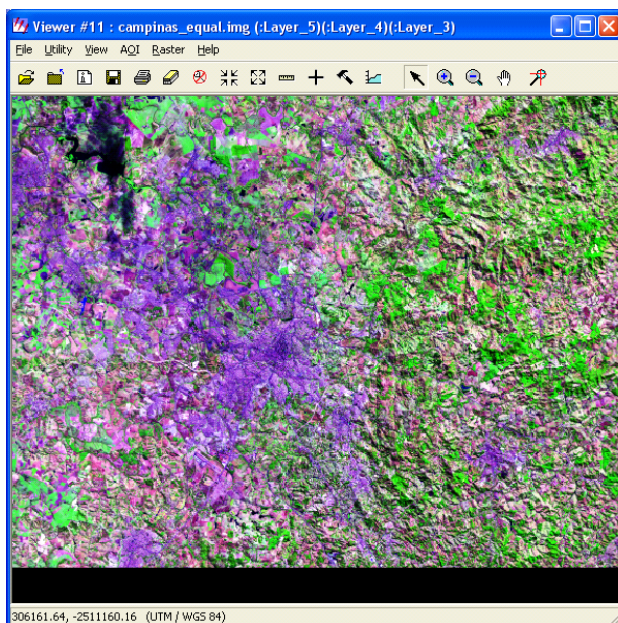 Viewer #11 : campinas_equal.img (:Layer_5)(:Layer_4)(:Layer_3)
File Utility View AOI Raster Help
306161.64, -2511160.16 (UTM / WGS 84)